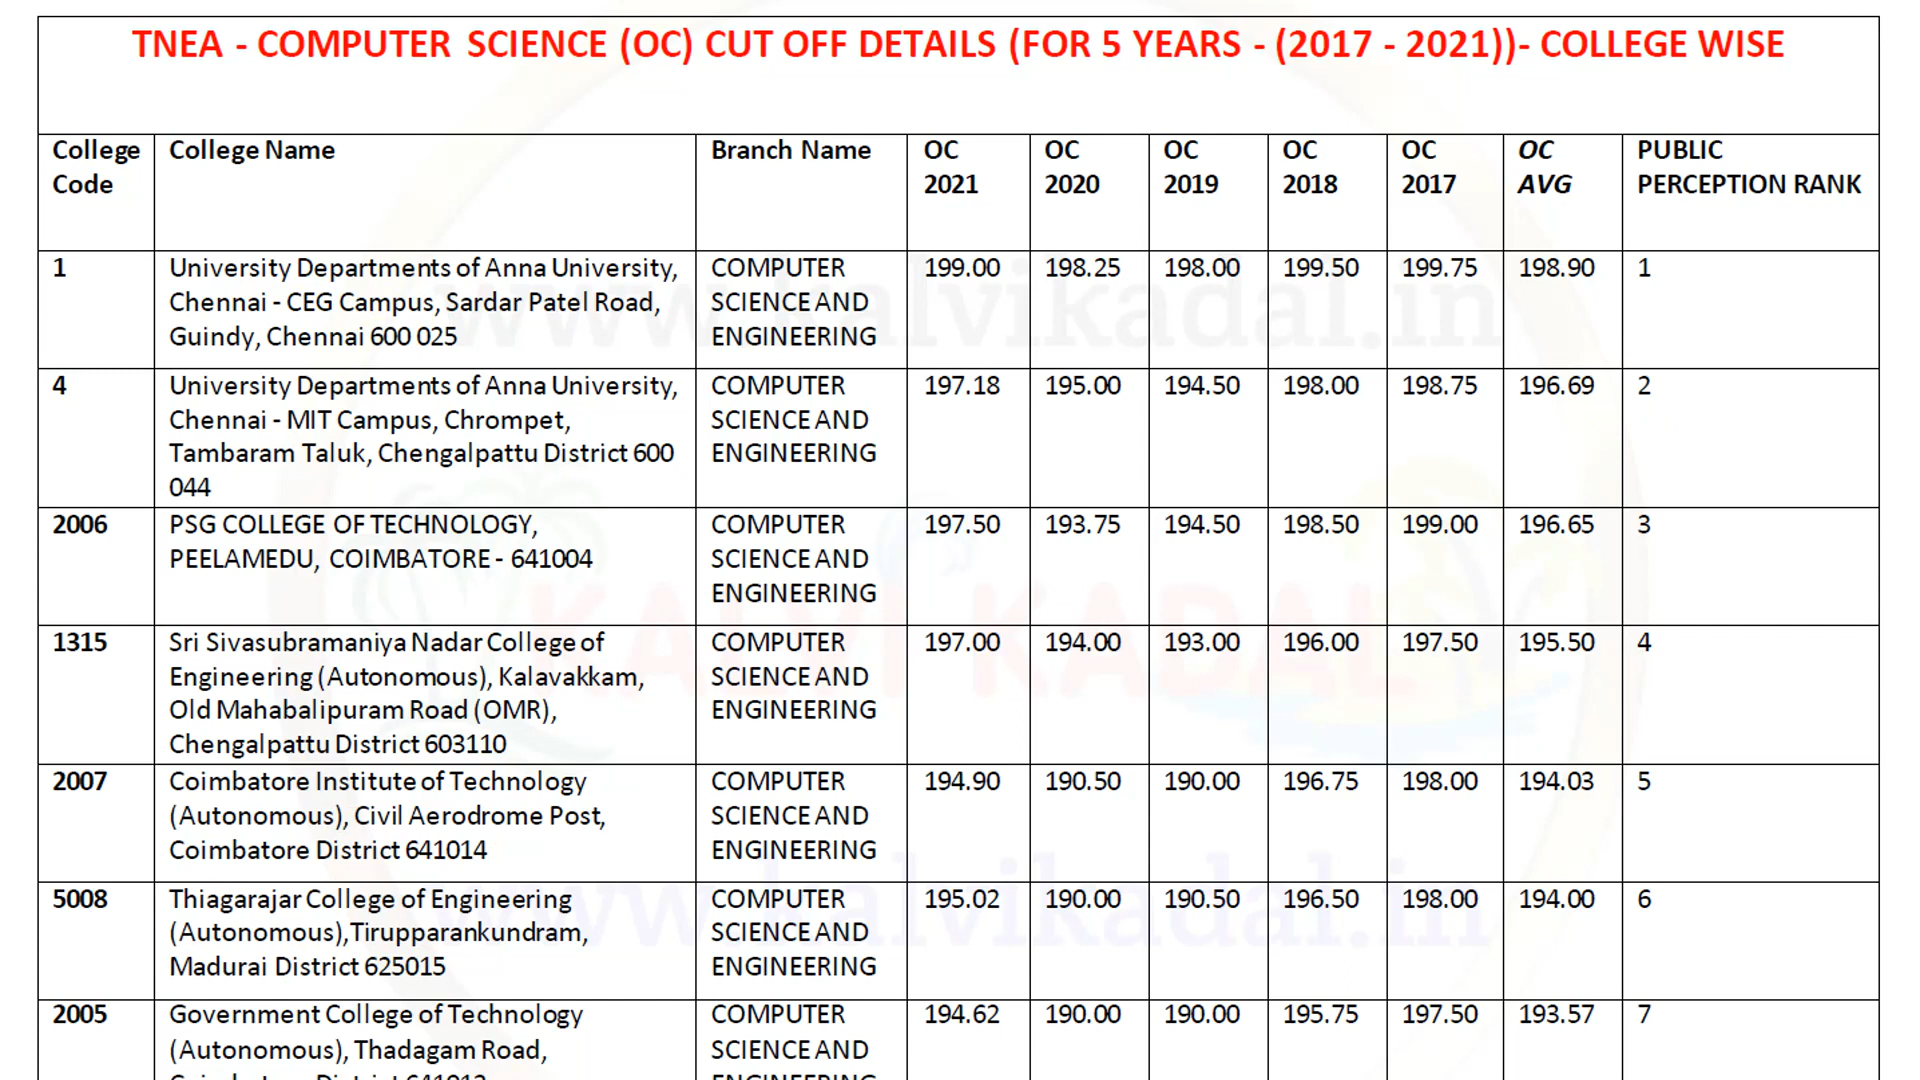 TNEA - COMPUTER SCIENCE (OC) CUT OFF DETAILS (FOR 5 YEARS - (2017 - 2021))- COLLEGE WISE
College Code College Name Branch Name OC 2021 OC 2020 OC 2019 OC 2018 OC 2017 OC AVG PUBLIC PERCEPTION RANK
1 University Departments of Anna University, COMPUTER 199.00 198.25 198.00 199.50 199.75 198.90 1
Chennai - CEG Campus, Sardar Patel Road, SCIENCE AND
Guindy, Chennai 600 025 ENGINEERING
4 University Departments of Anna University, COMPUTER 197.18 195.00 194.50 198.00 198.75 196.69 2
Chennai - MIT Campus, Chrompet, SCIENCE AND
Tambaram Taluk, Chengalpattu District 600 ENGINEERING
044
2006 PSG COLLEGE OF TECHNOLOGY, COMPUTER 197.50 193.75 194.50 198.50 199.00 196.65 3
PEELAMEDU, COIMBATORE - 641004 SCIENCE AND
ENGINEERING
1315 Sri Sivasubramaniya Nadar College of COMPUTER 197.00 194.00 193.00 196.00 197.50 195.50 4
Engineering (Autonomous), Kalavakkam, SCIENCE AND
Old Mahabalipuram Road (OMR), ENGINEERING
Chengalpattu District 603110
2007 Coimbatore Institute of Technology COMPUTER 194.90 190.50 190.00 196.75 198.00 194.03 5
(Autonomous), Civil Aerodrome Post, SCIENCE AND
Coimbatore District 641014 ENGINEERING
5008 Thiagarajar College of Engineering COMPUTER 195.02 190.00 190.50 196.50 198.00 194.00 6
(Autonomous),Tirupparankundram, SCIENCE AND
Madurai District 625015 ENGINEERING
2005 Government College of Technology COMPUTER 194.62 190.00 190.00 195.75 197.50 193.57 7
(Autonomous), Thadagam Road, SCIENCE AND
www.kalvikadal.in
KALVI KADAL
www.kalvikadal.in